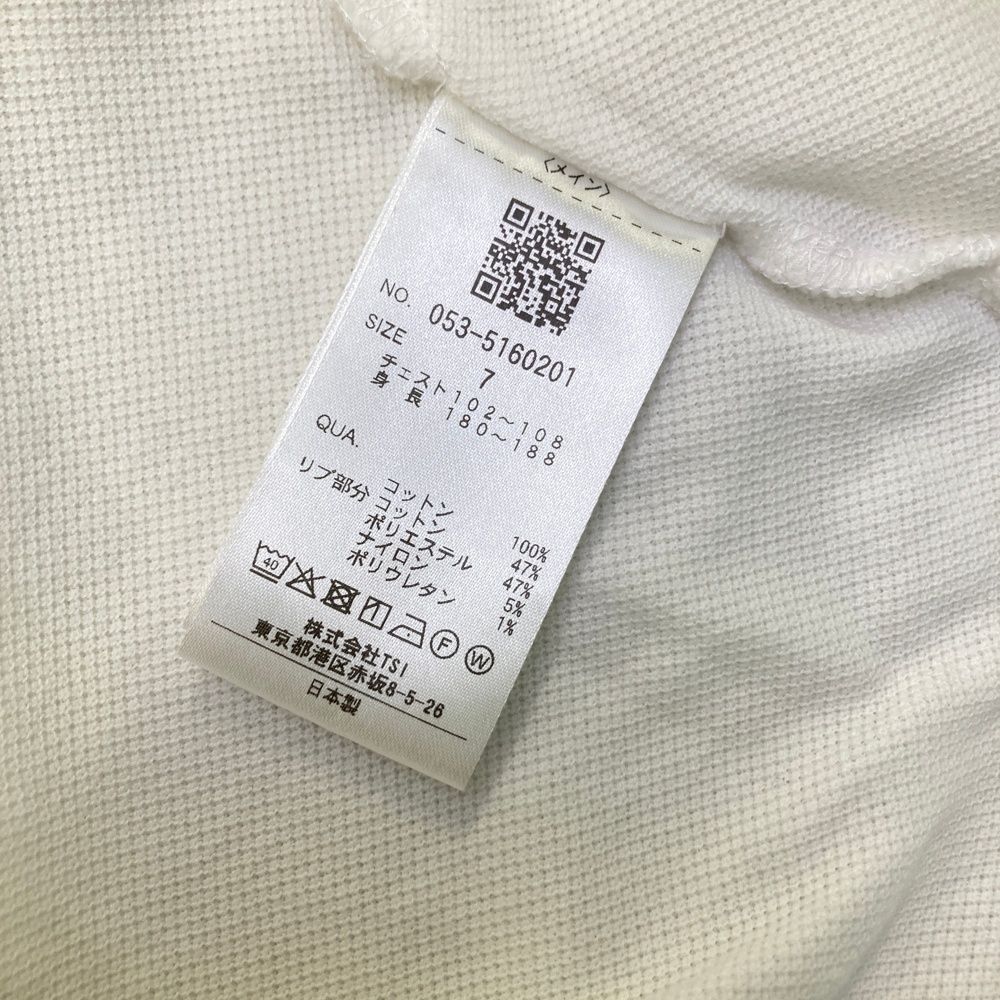 〈メイン〉
NO. 053-5160201
SIZE 7
チェスト102～108
身長 180～188
QUA.
コットン 100%
リブ部分 コットン 47%
ポリエステル 47%
ナイロン 5%
ポリウレタン 1%
40 F W
株式会社TSI
東京都港区赤坂8-5-26
日本製